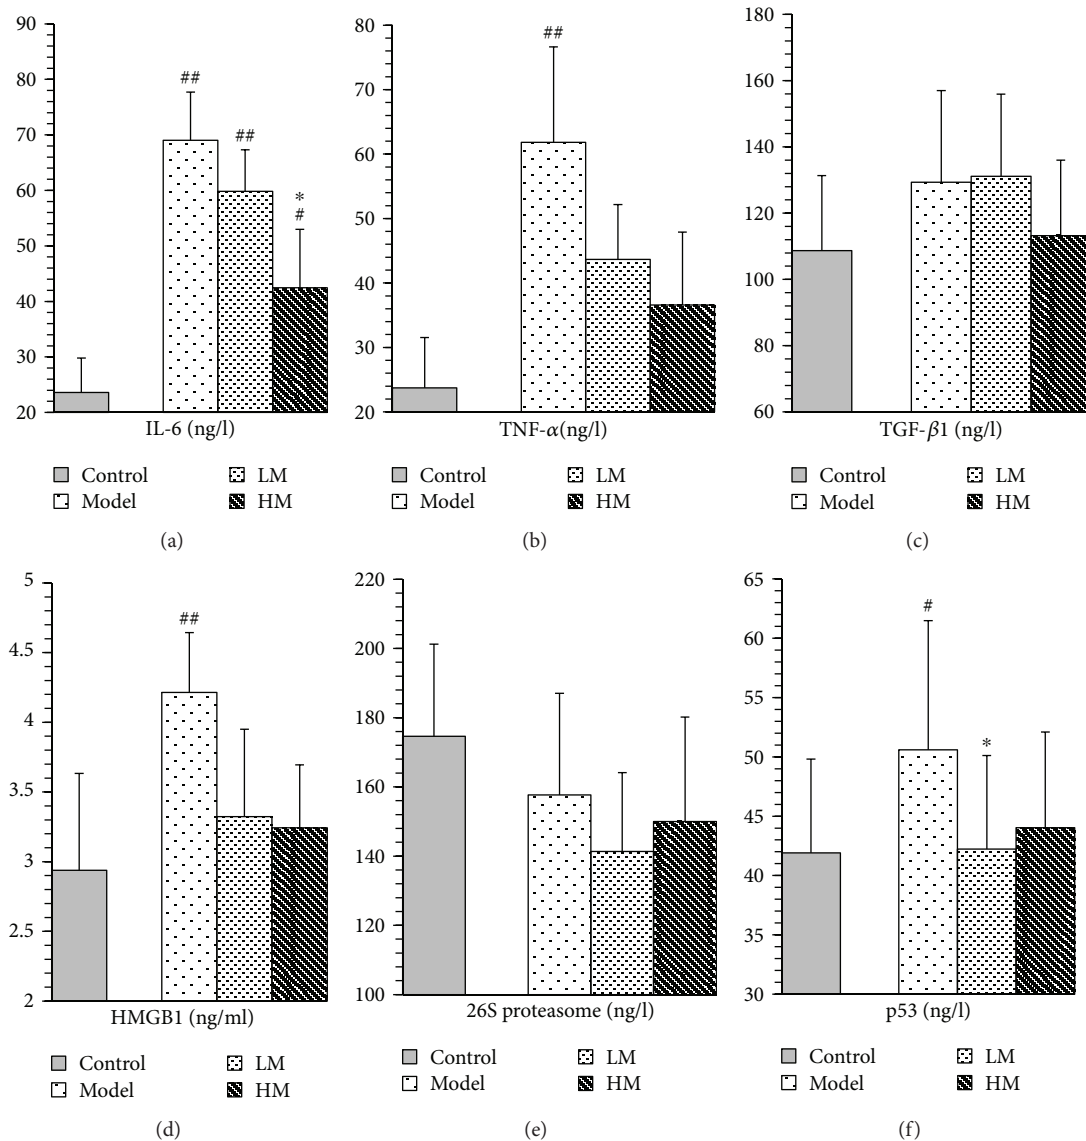 90
80
70
60
50
40
30
20
##
##
*
#
IL-6 (ng/l)
Control
LM
Model
HM
(a)
80
70
60
50
40
30
20
##
TNF-α(ng/l)
Control
LM
Model
HM
(b)
180
160
140
120
100
80
60
TGF-β1 (ng/l)
Control
LM
Model
HM
(c)
5
4.5
4
3.5
3
2.5
2
##
HMGB1 (ng/ml)
Control
LM
Model
HM
(d)
220
200
180
160
140
120
100
26S proteasome (ng/l)
Control
LM
Model
HM
(e)
65
60
55
50
45
40
35
30
#
*
p53 (ng/l)
Control
LM
Model
HM
(f)